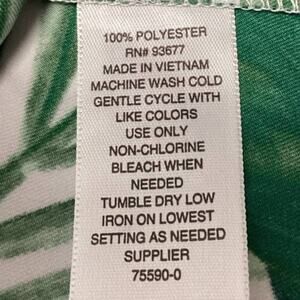 100% POLYESTER
RN# 93677
MADE IN VIETNAM
MACHINE WASH COLD
GENTLE CYCLE WITH
LIKE COLORS
USE ONLY
NON-CHLORINE
BLEACH WHEN
NEEDED
TUMBLE DRY LOW
IRON ON LOWEST
SETTING AS NEEDED
SUPPLIER
75590-0